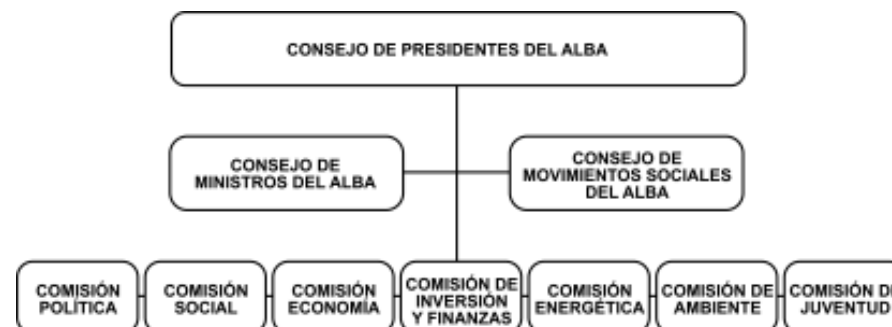 CONSEJO DE PRESIDENTES DEL ALBA
CONSEJO DE
MINISTROS DEL ALBA
CONSEJO DE
MOVIMIENTOS SOCIALES
DEL ALBA
COMISIÓN
POLÍTICA
COMISIÓN
SOCIAL
COMISIÓN
ECONOMÍA
COMISIÓN DE
INVERSIÓN
Y FINANZAS
COMISIÓN
ENERGÉTICA
COMISIÓN DE
AMBIENTE
COMISIÓN DE
JUVENTUD